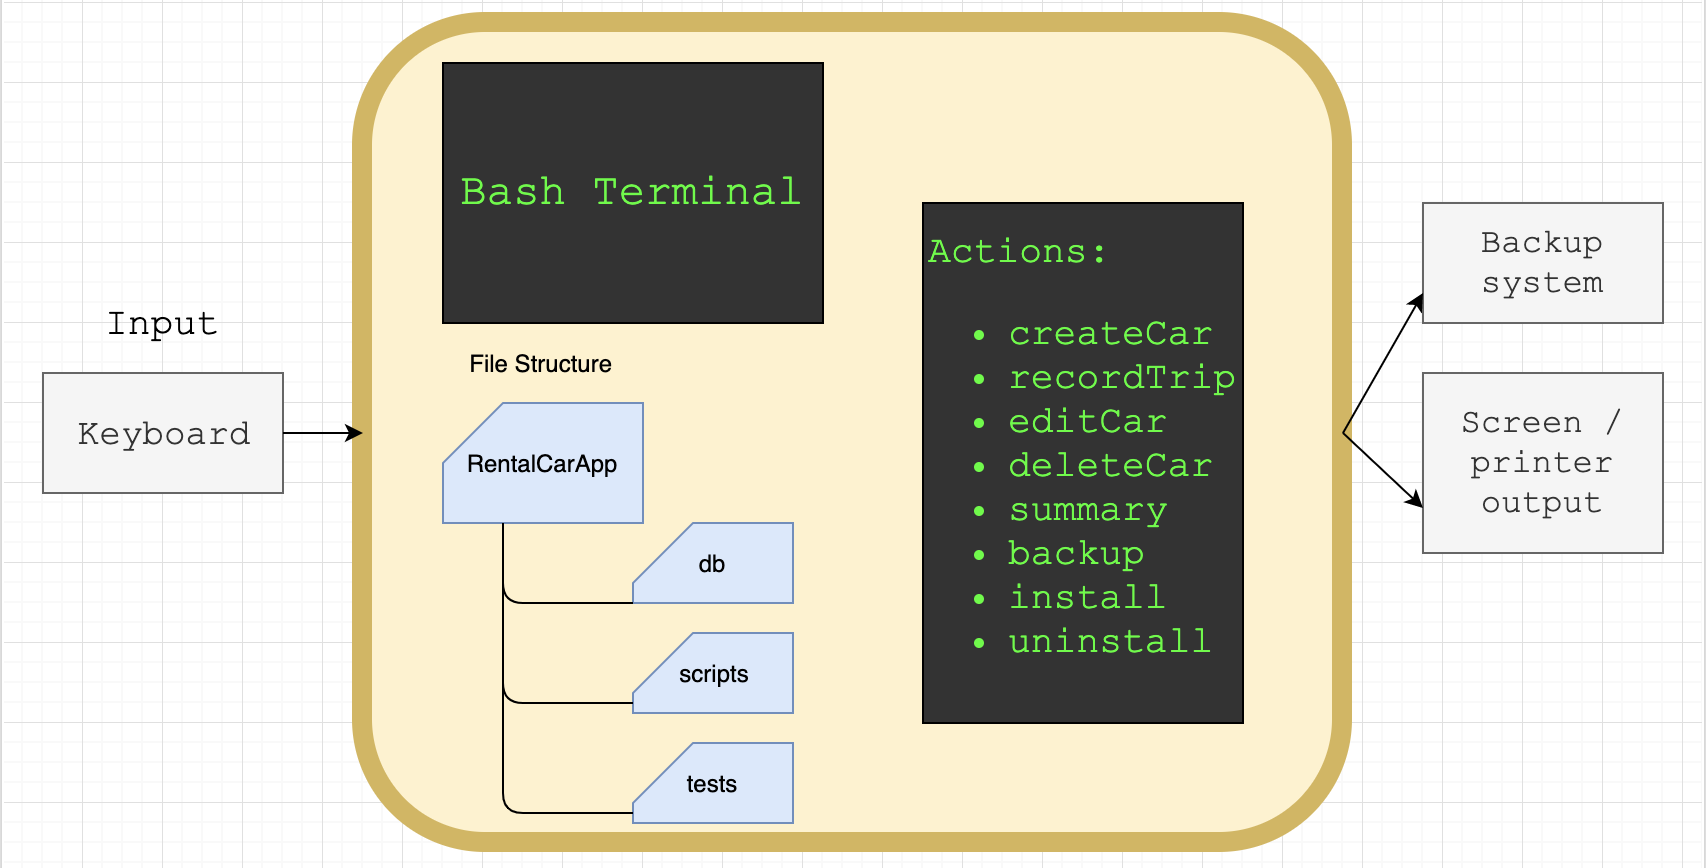 Input
Keyboard
Bash Terminal
File Structure
RentalCarApp
db
scripts
tests
Actions:
• createCar
• recordTrip
• editCar
• deleteCar
• summary
• backup
• install
• uninstall
Backup
system
Screen /
printer
output